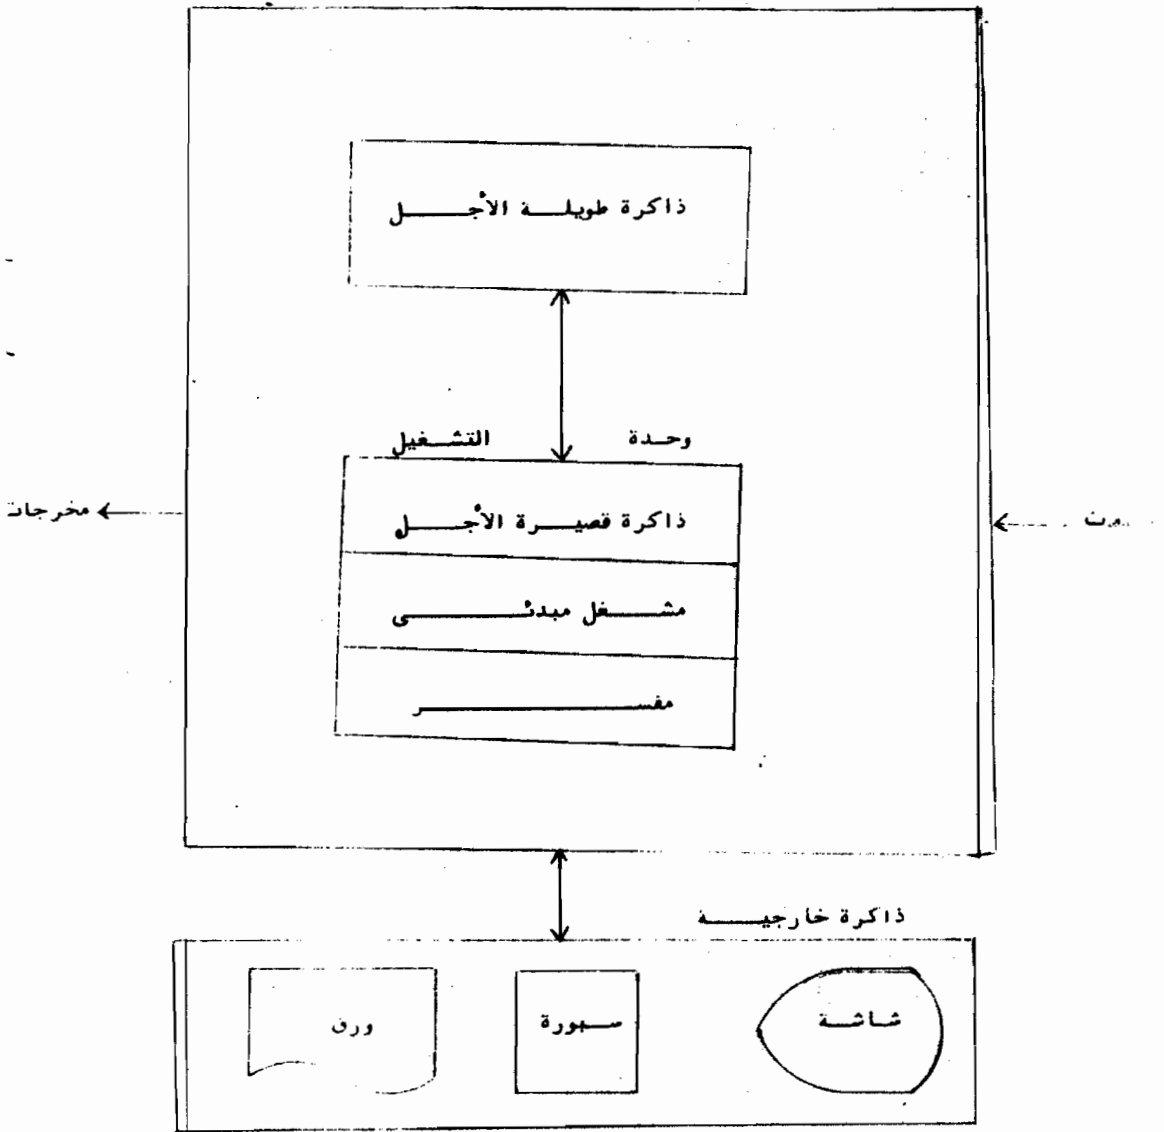 ذاكرة طويلة الأجل
وحدة التشغيل
ذاكرة قصيرة الأجل
مخرجات
مشغل مبدئى
مفسر
ذاكرة خارجية
شاشة
سبورة
ورق